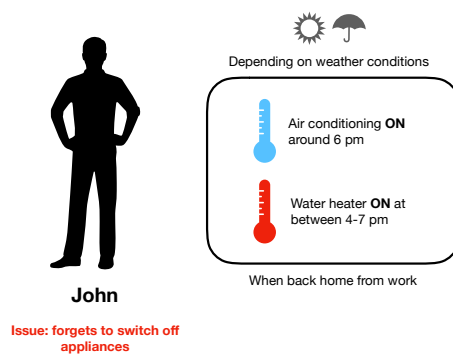 Depending on weather conditions
Air conditioning ON
around 6 pm
Water heater ON at
between 4-7 pm
When back home from work
John
Issue: forgets to switch off
appliances